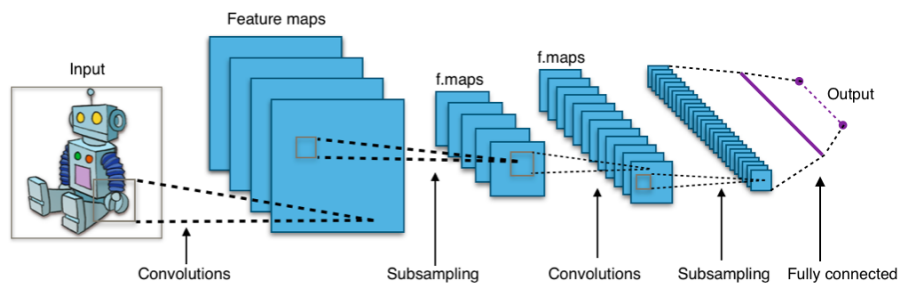 Feature maps
Input
f.maps
f.maps
Output
Convolutions
Subsampling
Convolutions
Subsampling
Fully connected